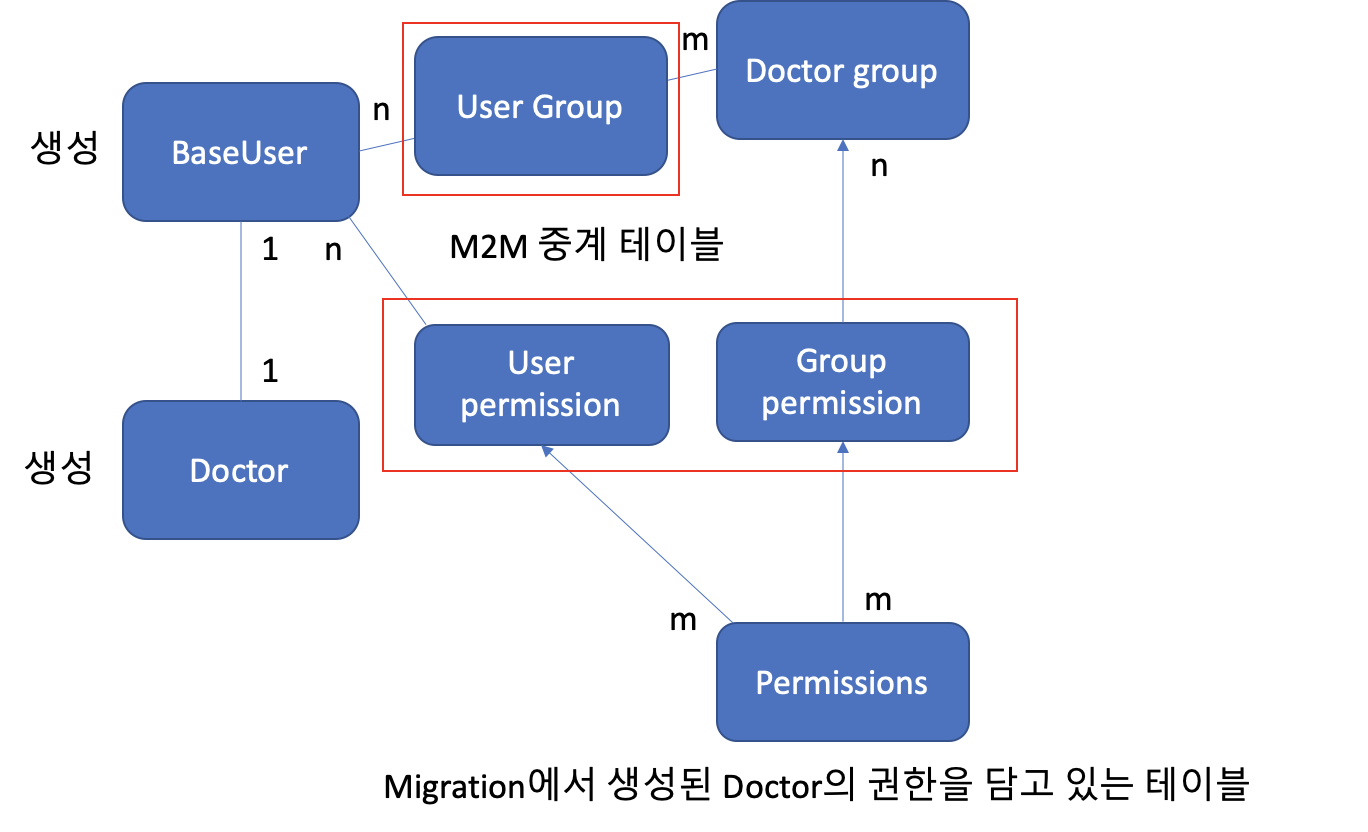 m
User Group
Doctor group
n
생성
BaseUser
n
1
n
M2M 중계 테이블
1
User
permission
Group
permission
생성
Doctor
m
m
Permissions
Migration에서 생성된 Doctor의 권한을 담고 있는 테이블